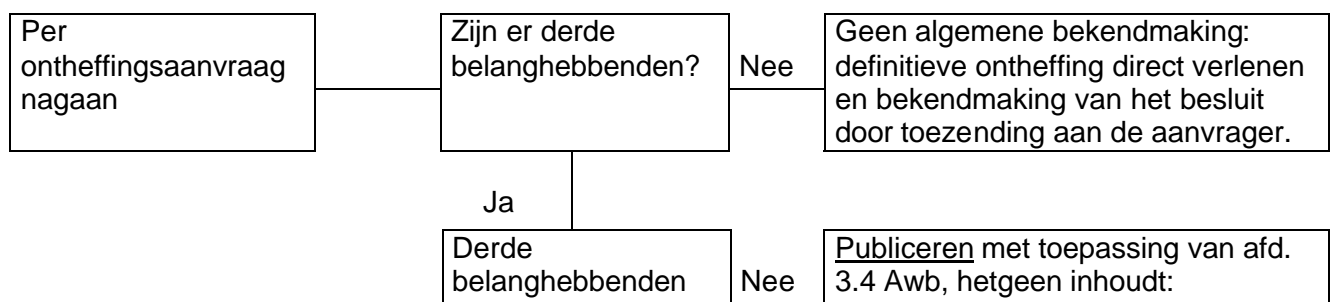 Per
ontheffingsaanvraag
nagaan
Zijn er derde
belanghebbenden?
Nee
Geen algemene bekendmaking:
definitieve ontheffing direct verlenen
en bekendmaking van het besluit
door toezending aan de aanvrager.
Ja
Derde
belanghebbenden
Nee
Publiceren met toepassing van afd.
3.4 Awb, hetgeen inhoudt: